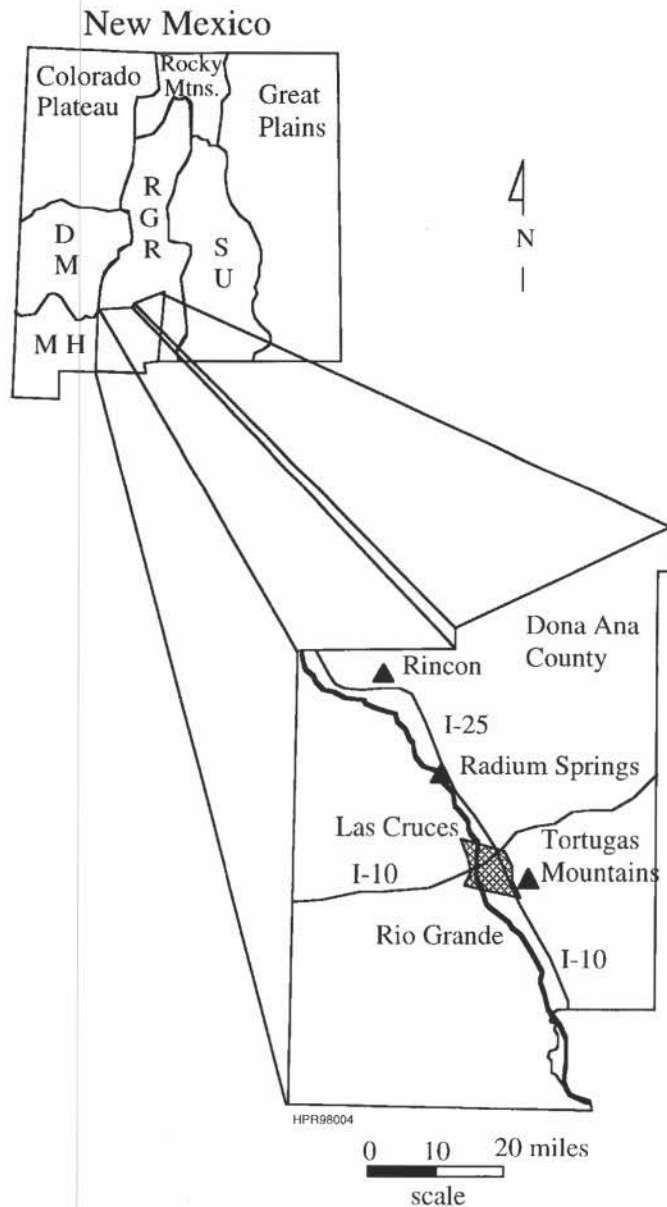 New Mexico
Colorado
Plateau
Rocky
Mtns.
Great
Plains
R
G
R
D
M
S
U
N
M H
Dona Ana
County
Rincon
I-25
Radium Springs
Las Cruces
Tortugas
Mountains
I-10
Rio Grande
I-10
HPR98004
0 10 20 miles
scale